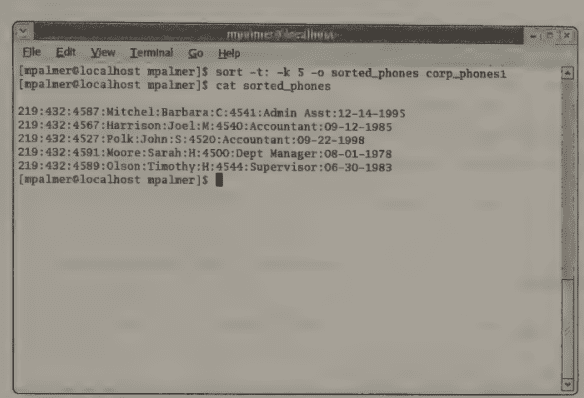 mpalmer@localhost:~
File Edit View Terminal Go Help
[mpalmer@localhost mpalmer]$ sort -t: -k 5 -o sorted_phones corp_phones1
[mpalmer@localhost mpalmer]$ cat sorted_phones
219:432:4587:Mitchel:Barbara:C:4541:Admin Asst:12-14-1995
219:432:4567:Harrison:Joel:M:4540:Accountant:09-12-1985
219:432:4527:Polk:John:S:4520:Accountant:09-22-1998
219:432:4591:Moore:Sarah:H:4500:Dept Manager:08-01-1978
219:432:4589:Olson:Timothy:H:4544:Supervisor:06-30-1983
[mpalmer@localhost mpalmer]$